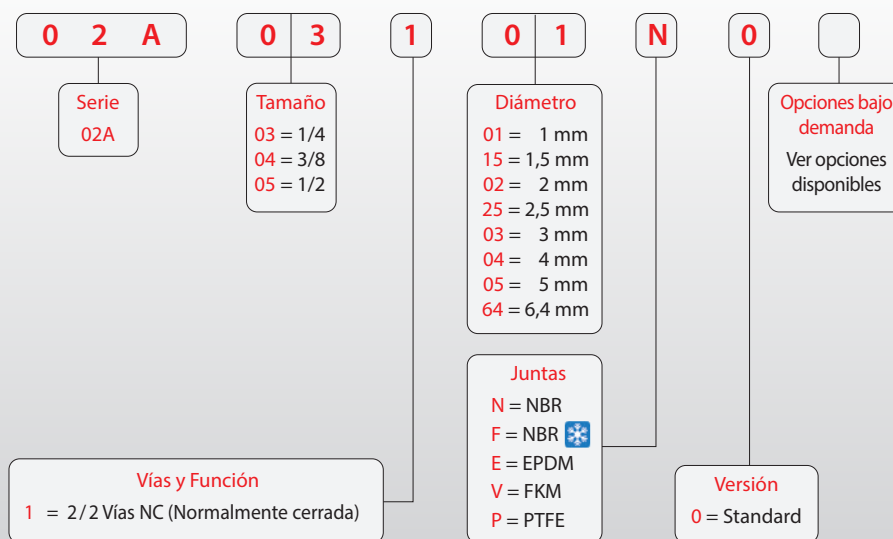 0 2 A 0 3 1 0 1 N 0
Serie
02A
Tamaño
03 = 1/4
04 = 3/8
05 = 1/2
Diámetro
01 = 1 mm
15 = 1,5 mm
02 = 2 mm
25 = 2,5 mm
03 = 3 mm
04 = 4 mm
05 = 5 mm
64 = 6,4 mm
Opciones bajo
demanda
Ver opciones
disponibles
Juntas
N = NBR
F = NBR
E = EPDM
V = FKM
P = PTFE
Vías y Función
1 = 2/2 Vías NC (Normalmente cerrada)
Versión
0 = Standard